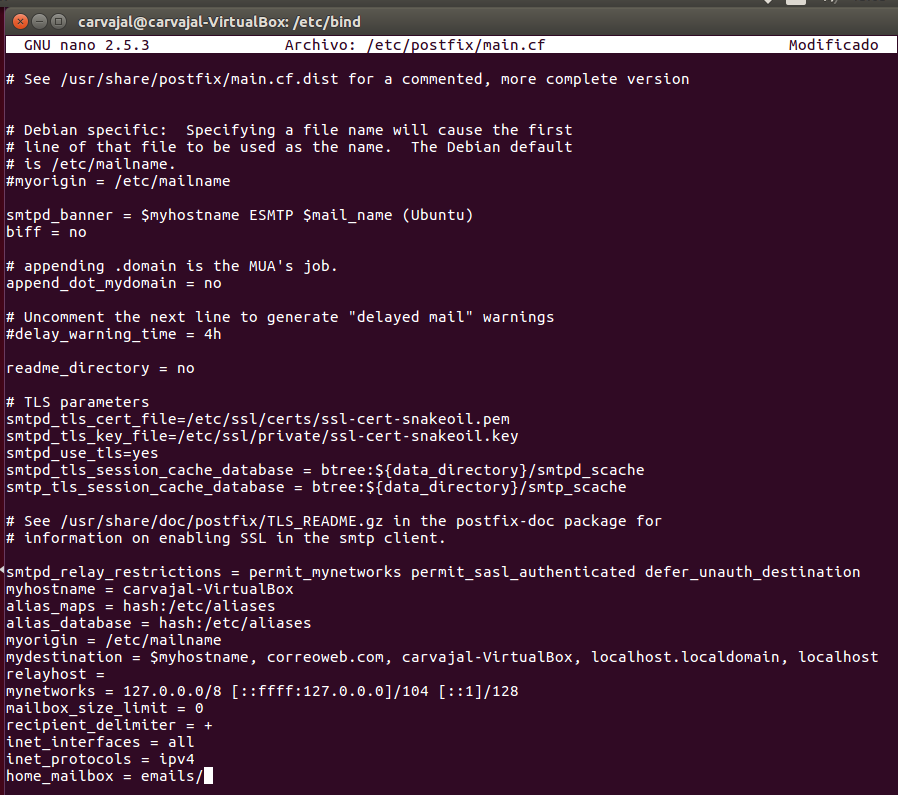 carvajal@carvajal-VirtualBox: /etc/bind
GNU nano 2.5.3 Archivo: /etc/postfix/main.cf Modificado
# See /usr/share/postfix/main.cf.dist for a commented, more complete version
# Debian specific:  Specifying a file name will cause the first
# line of that file to be used as the name.  The Debian default
# is /etc/mailname.
#myorigin = /etc/mailname
smtpd_banner = $myhostname ESMTP $mail_name (Ubuntu)
biff = no
# appending .domain is the MUA's job.
append_dot_mydomain = no
# Uncomment the next line to generate "delayed mail" warnings
#delay_warning_time = 4h
readme_directory = no
# TLS parameters
smtpd_tls_cert_file=/etc/ssl/certs/ssl-cert-snakeoil.pem
smtpd_tls_key_file=/etc/ssl/private/ssl-cert-snakeoil.key
smtpd_use_tls=yes
smtpd_tls_session_cache_database = btree:${data_directory}/smtpd_scache
smtp_tls_session_cache_database = btree:${data_directory}/smtp_scache
# See /usr/share/doc/postfix/TLS_README.gz in the postfix-doc package for
# information on enabling SSL in the smtp client.
smtpd_relay_restrictions = permit_mynetworks permit_sasl_authenticated defer_unauth_destination
myhostname = carvajal-VirtualBox
alias_maps = hash:/etc/aliases
alias_database = hash:/etc/aliases
myorigin = /etc/mailname
mydestination = $myhostname, correoweb.com, carvajal-VirtualBox, localhost.localdomain, localhost
relayhost =
mynetworks = 127.0.0.0/8 [::ffff:127.0.0.0]/104 [::1]/128
mailbox_size_limit = 0
recipient_delimiter = +
inet_interfaces = all
inet_protocols = ipv4
home_mailbox = emails/